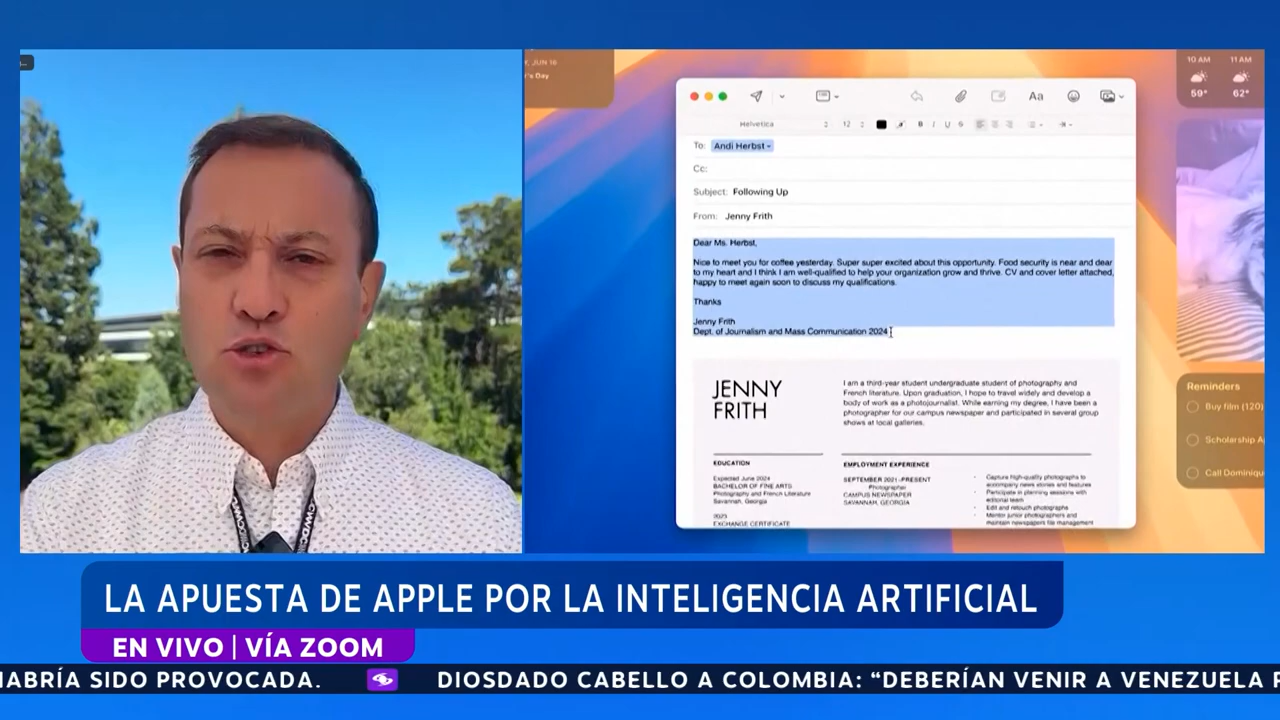 JUN 16
's Day
10 AM 11 AM
59° 62°
Helvetica 12 B I U S
Aa
To: Andi Herbst
Cc:
Subject: Following Up
From: Jenny Frith
Dear Ms. Herbst,
Nice to meet you for coffee yesterday. Super super excited about this opportunity. Food security is near and dear
to my heart and I think I am well-qualified to help your organization grow and thrive. CV and cover letter attached,
happy to meet again soon to discuss my qualifications.
Thanks
Jenny Frith
Dept. of Journalism and Mass Communication 2024
JENNY
FRITH
I am a third-year student undergraduate student of photography and
French literature. Upon graduation, I hope to travel widely and develop a
body of work as a photojournalist. While earning my degree, I have been a
photographer for our campus newspaper and participated in several group
shows at local galleries.
EDUCATION
Expected June 2024
BACHELOR OF FINE ARTS
Photography and French Literature
Savannah, Georgia
2023
EXCHANGE CERTIFICATE
EMPLOYMENT EXPERIENCE
SEPTEMBER 2021-PRESENT
Photographer
CAMPUS NEWSPAPER
SAVANNAH, GEORGIA
Capture high-quality photographs to
accompany news stories and features
Participate in planning sessions with
editorial team
Edit and retouch photographs
Mentor junior photographers and
maintain newspapers file management
Reminders
Buy film (120)
Scholarship A
Call Dominiqu
LA APUESTA DE APPLE POR LA INTELIGENCIA ARTIFICIAL
EN VIVO | VÍA ZOOM
HABRÍA SIDO PROVOCADA. DIOSDADO CABELLO A COLOMBIA: “DEBERÍAN VENIR A VENEZUELA